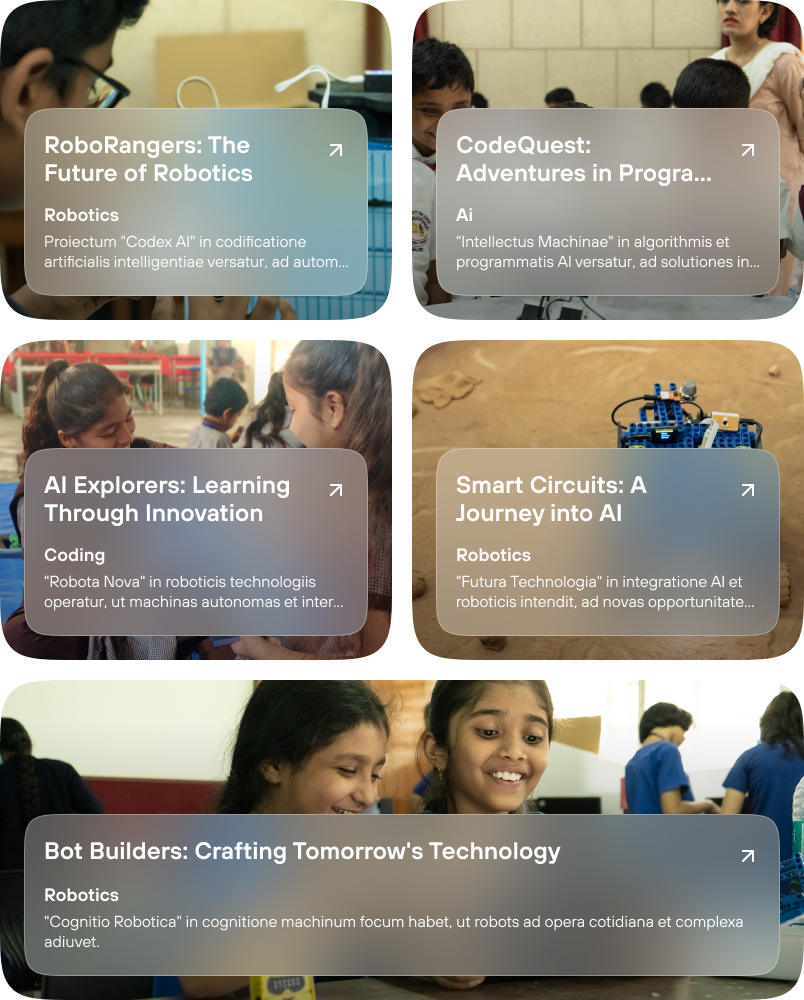 RoboRangers: The
Future of Robotics
Robotics
Proiectum "Codex AI" in codificatione
artificialis intelligentiae versatur, ad autom...
CodeQuest:
Adventures in Progra...
Ai
"Intellectus Machinae" in algorithmis et
programmatis AI versatur, ad solutiones in...
AI Explorers: Learning
Through Innovation
Coding
"Robota Nova" in roboticis technologiis
operatur, ut machinas autonomas et inter...
Smart Circuits: A
Journey into AI
Robotics
"Futura Technologia" in integratione AI et
roboticis intendit, ad novas opportunitate...
Bot Builders: Crafting Tomorrow's Technology
Robotics
"Cognitio Robotica" in cognitione machinum focum habet, ut robots ad opera cotidiana et complexa
adiuvet.